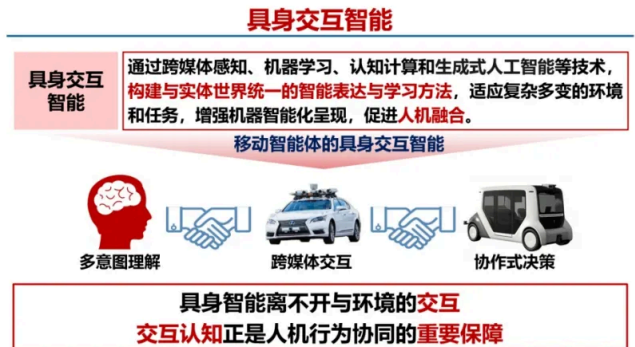 具身交互智能
具身交互
智能
通过跨媒体感知、机器学习、认知计算和生成式人工智能等技术，
构建与实体世界统一的智能表达与学习方法，适应复杂多变的环境
和任务，增强机器智能化呈现，促进人机融合。
移动智能体的具身交互智能
多意图理解
跨媒体交互
协作式决策
具身智能离不开与环境的交互
交互认知正是人机行为协同的重要保障